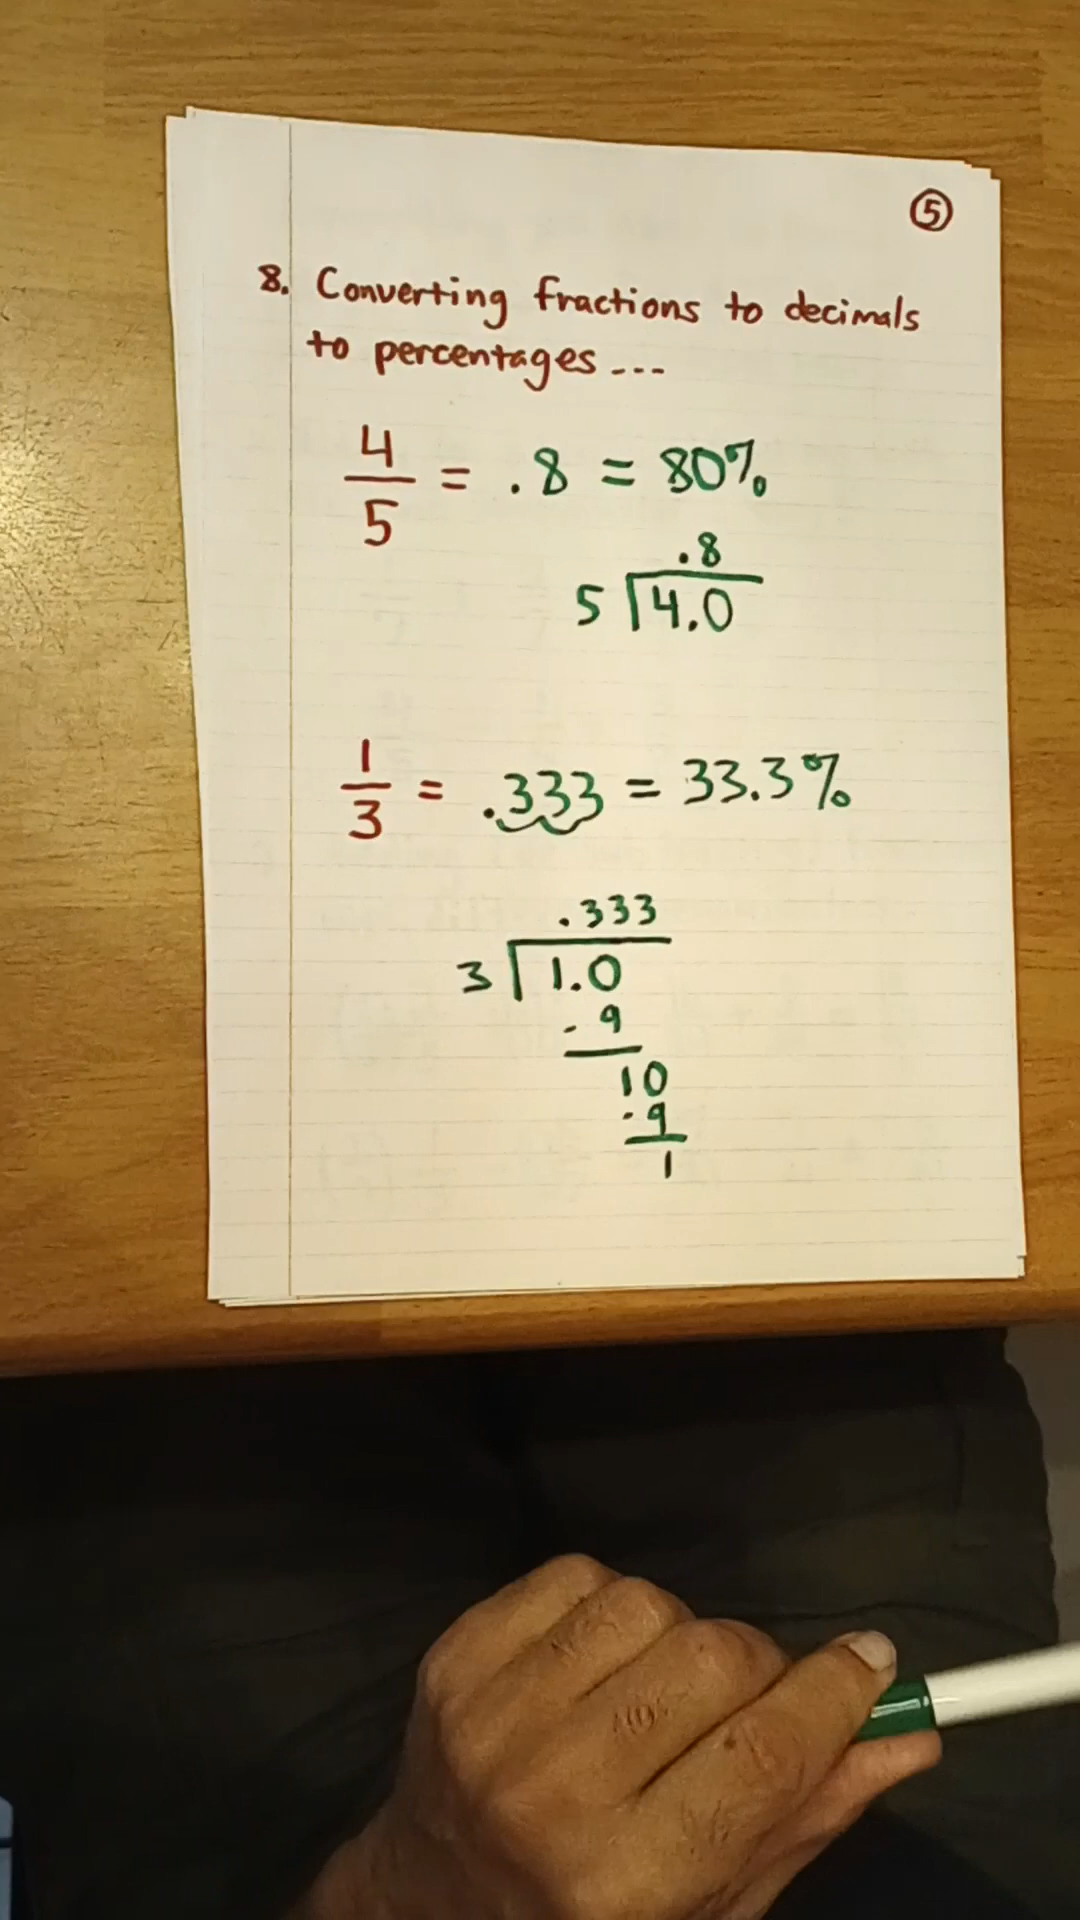 ⑤
8. Converting fractions to decimals
to percentages...
4/5 = .8 = 80%
.8
5 4.0
1/3 = .333 = 33.3%
.333
3 1.0
- 9
10
- 9
1